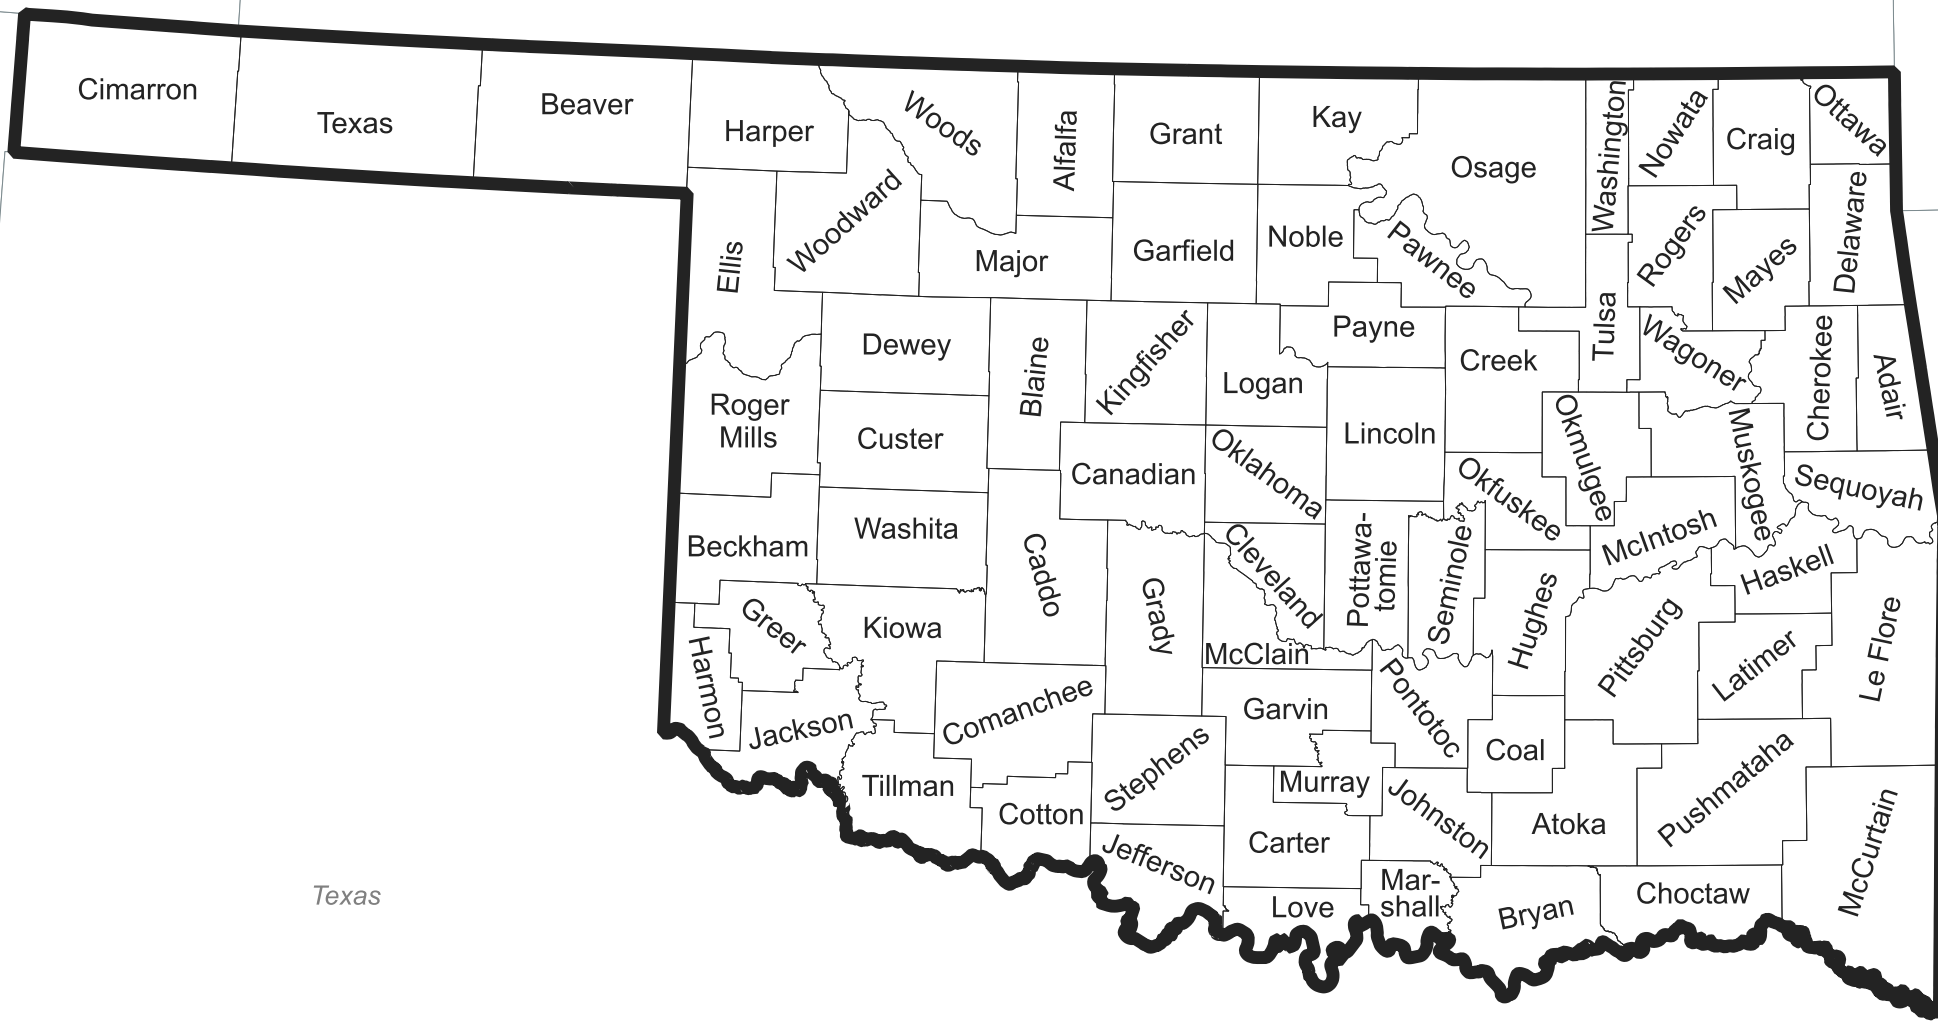 Cimarron
Texas
Beaver
Harper
Woods
Alfalfa
Grant
Kay
Osage
Washington
Nowata
Craig
Ottawa
Ellis
Woodward
Major
Garfield
Noble
Pawnee
Rogers
Mayes
Delaware
Dewey
Blaine
Kingfisher
Logan
Payne
Creek
Tulsa
Wagoner
Cherokee
Adair
Roger
Mills
Custer
Canadian
Oklahoma
Lincoln
Okfuskee
Okmulgee
Muskogee
Sequoyah
Beckham
Washita
Caddo
Grady
Cleveland
Pottawa-
tomie
Seminole
Hughes
McIntosh
Haskell
Greer
Kiowa
McClain
Pittsburg
Latimer
Le Flore
Harmon
Jackson
Comanchee
Garvin
Pontotoc
Coal
Tillman
Cotton
Stephens
Murray
Johnston
Atoka
Pushmataha
McCurtain
Jefferson
Carter
Love
Mar-
shall
Bryan
Choctaw
Texas